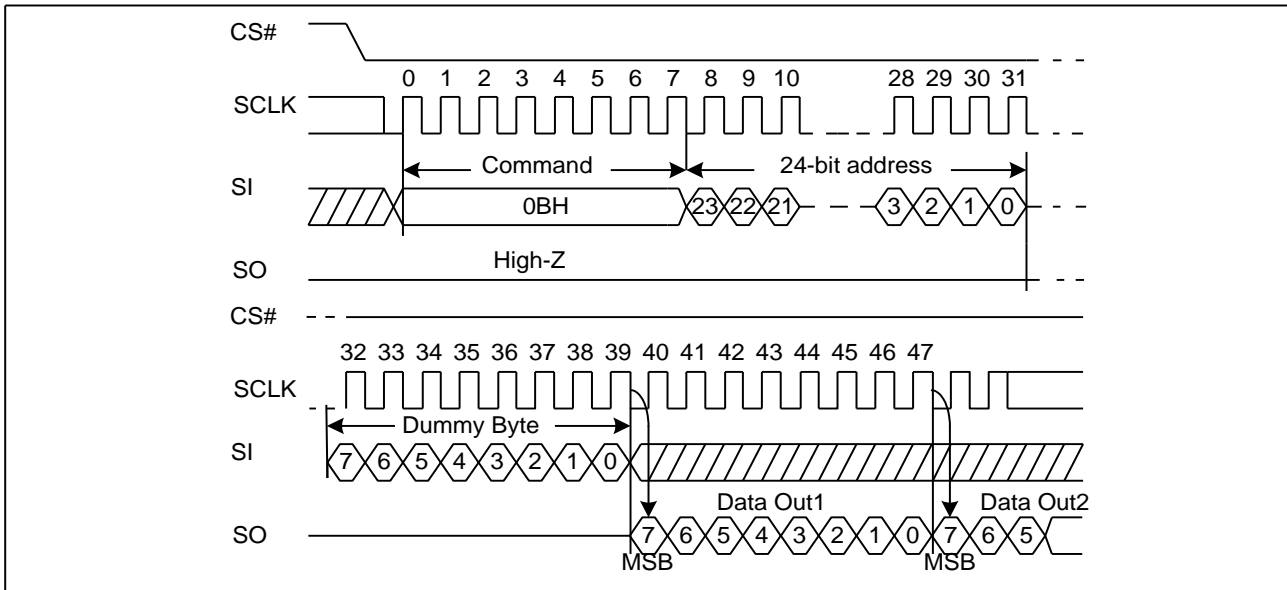 CS#
0 1 2 3 4 5 6 7 8 9 10 28 29 30 31
SCLK
Command 24-bit address
SI
0BH 23 22 21 3 2 1 0
High-Z
SO
CS#
32 33 34 35 36 37 38 39 40 41 42 43 44 45 46 47
SCLK
Dummy Byte
SI
7 6 5 4 3 2 1 0
Data Out1 Data Out2
SO
7 6 5 4 3 2 1 0 7 6 5
MSB MSB